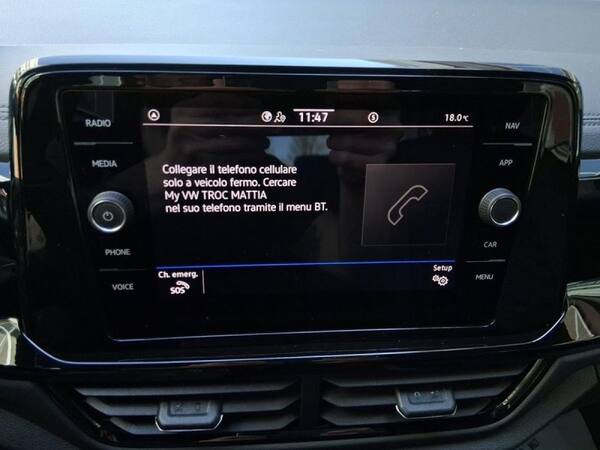 RADIO
MEDIA
PHONE
VOICE
11:47
18.0 °C
Collegare il telefono cellulare
solo a veicolo fermo. Cercare
My VW TROC MATTIA
nel suo telefono tramite il menu BT.
Ch. emerg.
SOS
Setup
NAV
APP
CAR
MENU